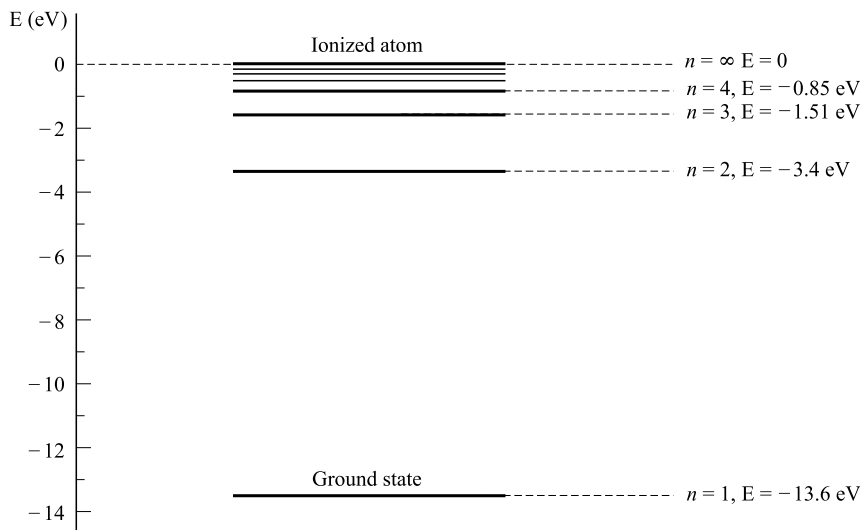 E (eV)
Ionized atom
0
n = ∞ E = 0
n = 4, E = −0.85 eV
n = 3, E = −1.51 eV
−2
n = 2, E = −3.4 eV
−4
−6
−8
−10
−12
Ground state
n = 1, E = −13.6 eV
−14